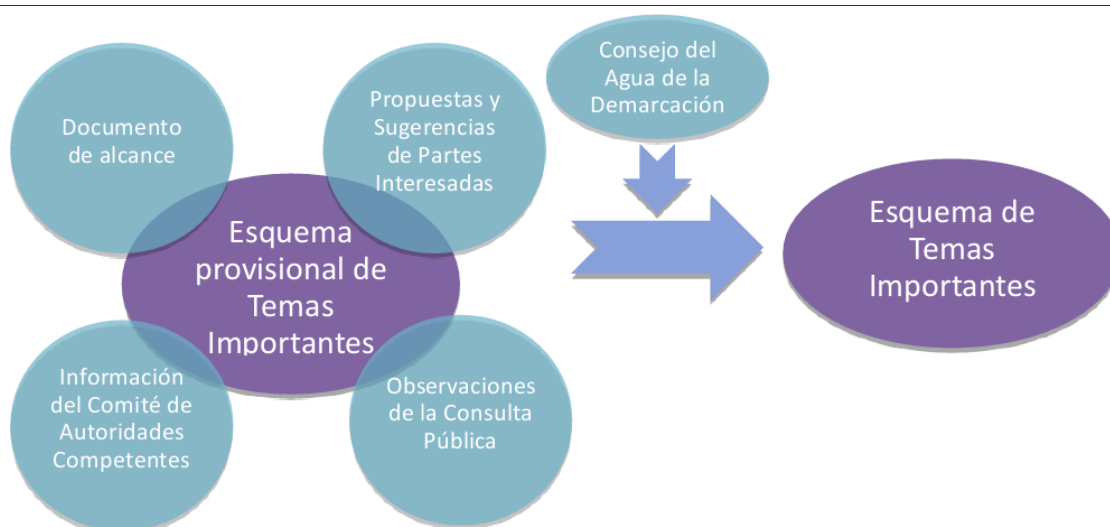 Documento
de alcance
Propuestas y
Sugerencias
de Partes
Interesadas
Esquema
provisional de
Temas
Importantes
Información
del Comité de
Autoridades
Competentes
Observaciones
de la Consulta
Pública
Consejo del
Agua de la
Demarcación
Esquema de
Temas
Importantes